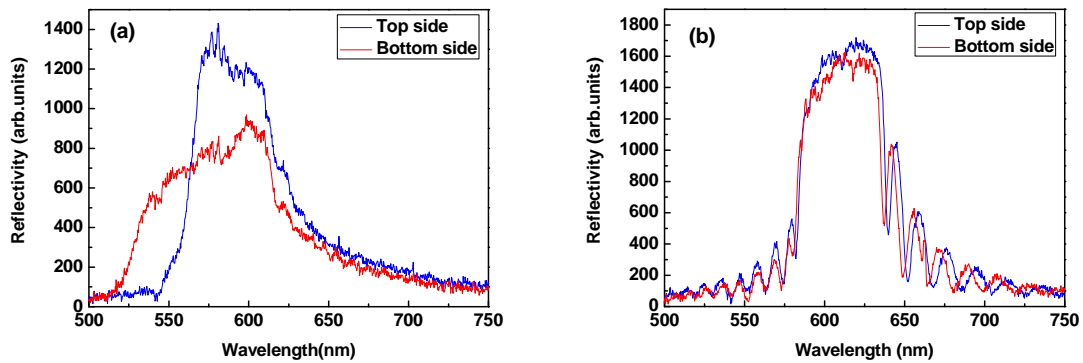 (a)
Top side
Bottom side
Reflectivity (arb.units)
1400
1200
1000
800
600
400
200
0
500 550 600 650 700 750
Wavelength(nm)
(b)
Top side
Bottom side
Reflectivity (arb.units)
1800
1600
1400
1200
1000
800
600
400
200
0
500 550 600 650 700 750
Wavelength (nm)